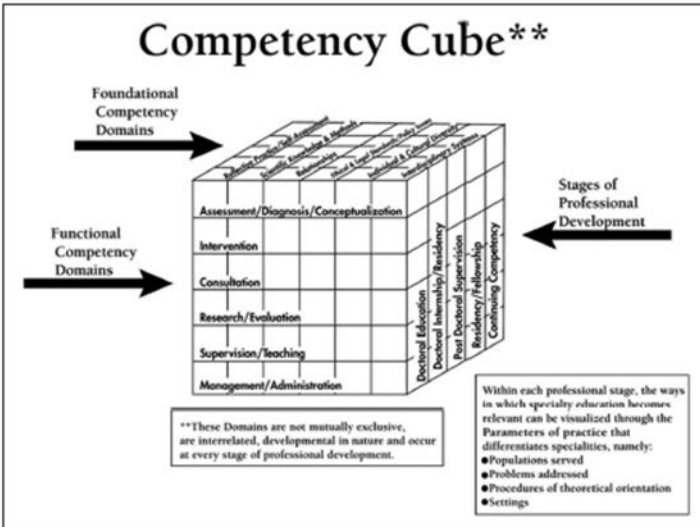 Competency Cube**
Foundational
Competency
Domains
Reflective Practice/Self-Assessment
Scientific Knowledge & Methods
Relationships
Ethical & Legal Standards/Policy Issues
Individual & Cultural Diversity
Interdisciplinary Systems
Functional
Competency
Domains
Assessment/Diagnosis/Conceptualization
Intervention
Consultation
Research/Evaluation
Supervision/Teaching
Management/Administration
Stages of
Professional
Development
Doctoral Education
Doctoral Internship/Residency
Post Doctoral Supervision
Residency/Fellowship
Continuing Competency
**These Domains are not mutually exclusive,
are interrelated, developmental in nature and occur
at every stage of professional development.
Within each professional stage, the ways
in which specialty education becomes
relevant can be visualized through the
Parameters of practice that
differentiates specialities, namely:
●Populations served
●Problems addressed
●Procedures of theoretical orientation
●Settings